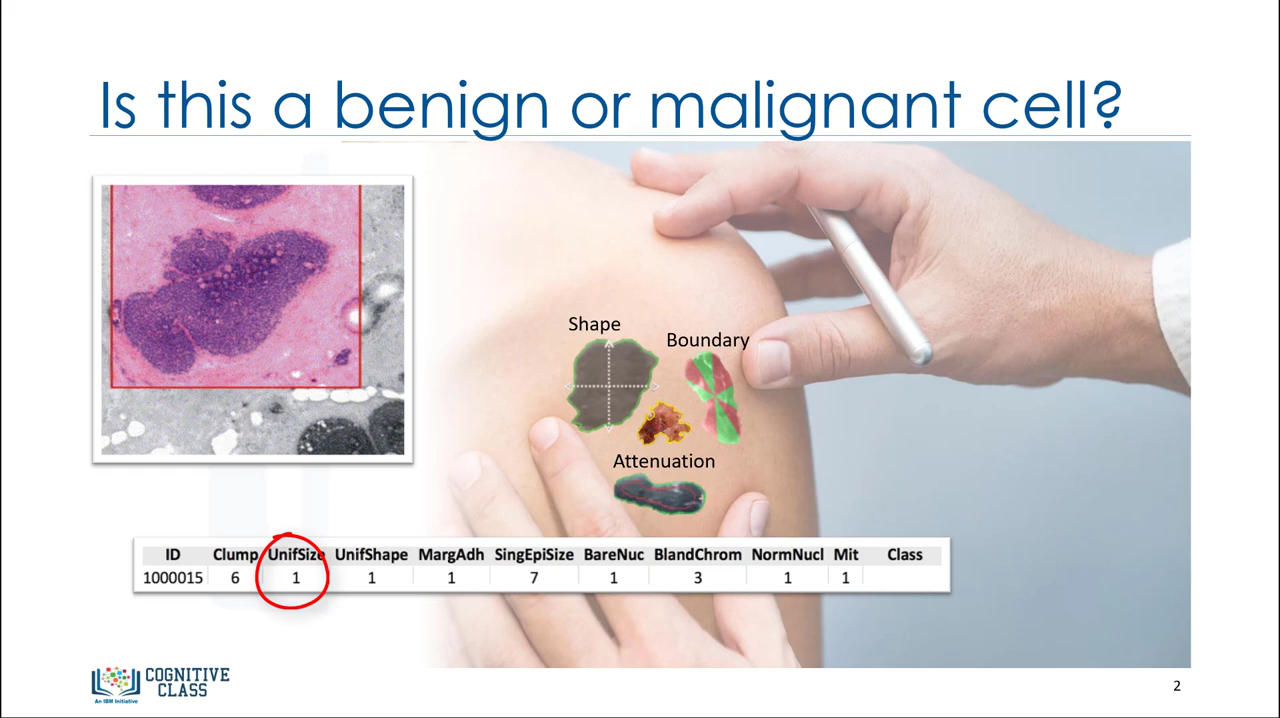 Is this a benign or malignant cell?
Shape
Boundary
Attenuation
ID Clump UnifSize UnifShape MargAdh SingEpiSize BareNuc BlandChrom NormNucl Mit Class
1000015 6 1 1 1 7 1 3 1 1
COGNITIVE
CLASS
An IBM Initiative
2